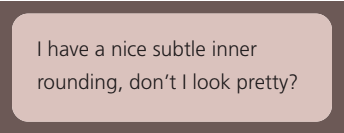 I have a nice subtle inner
rounding, don’t I look pretty?